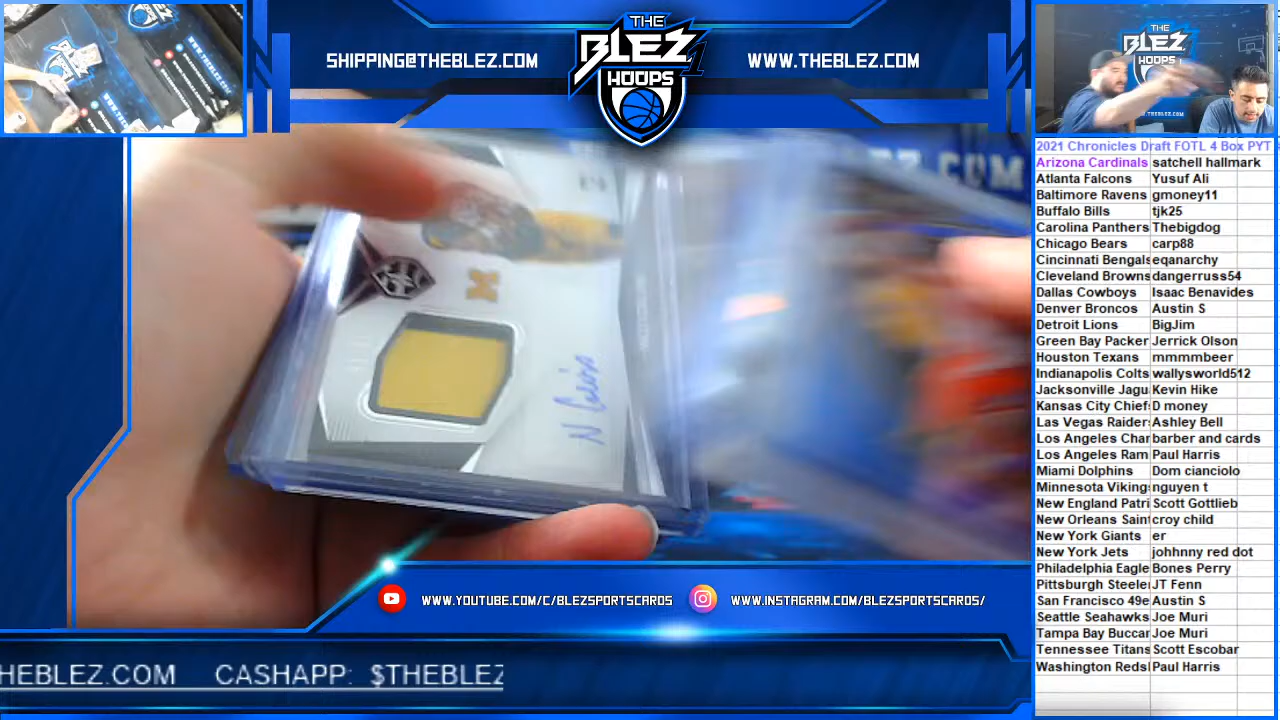 SHIPPING@THEBLEZ.COM
THE
BLEZ
HOOPS
WWW.THEBLEZ.COM
THE
BLEZ
2021 Chronicles Draft FOTL 4 Box PYT
Arizona Cardinals satchell hallmark
Atlanta Falcons Yusuf Ali
Baltimore Ravens gmoney11
Buffalo Bills tjk25
Carolina Panthers Thebigdog
Chicago Bears carp88
Cincinnati Bengals eqanarchy
Cleveland Browns dangerruss54
Dallas Cowboys Isaac Benavides
Denver Broncos Austin S
Detroit Lions BigJim
Green Bay Packer Jerrick Olson
Houston Texans mmmmbeer
Indianapolis Colts wallysworld512
Jacksonville Jagu Kevin Hike
Kansas City Chief D money
Las Vegas Raider Ashley Bell
Los Angeles Char barber and cards
Los Angeles Ram Paul Harris
Miami Dolphins Dom cianciolo
Minnesota Viking nguyen t
New England Patri Scott Gottlieb
New Orleans Saint croy child
New York Giants er
New York Jets johhnny red dot
Philadelphia Eagle Bones Perry
Pittsburgh Steele JT Fenn
San Francisco 49e Austin S
Seattle Seahawks Joe Muri
Tampa Bay Buccar Joe Muri
Tennessee Titans Scott Escobar
Washington Redsl Paul Harris
M
N Collins
WWW.YOUTUBE.COM/C/BLEZSPORTSCARDS
WWW.INSTAGRAM.COM/BLEZSPORTSCARDS/
HEBLEZ.COM CASHAPP: $THEBLEZ